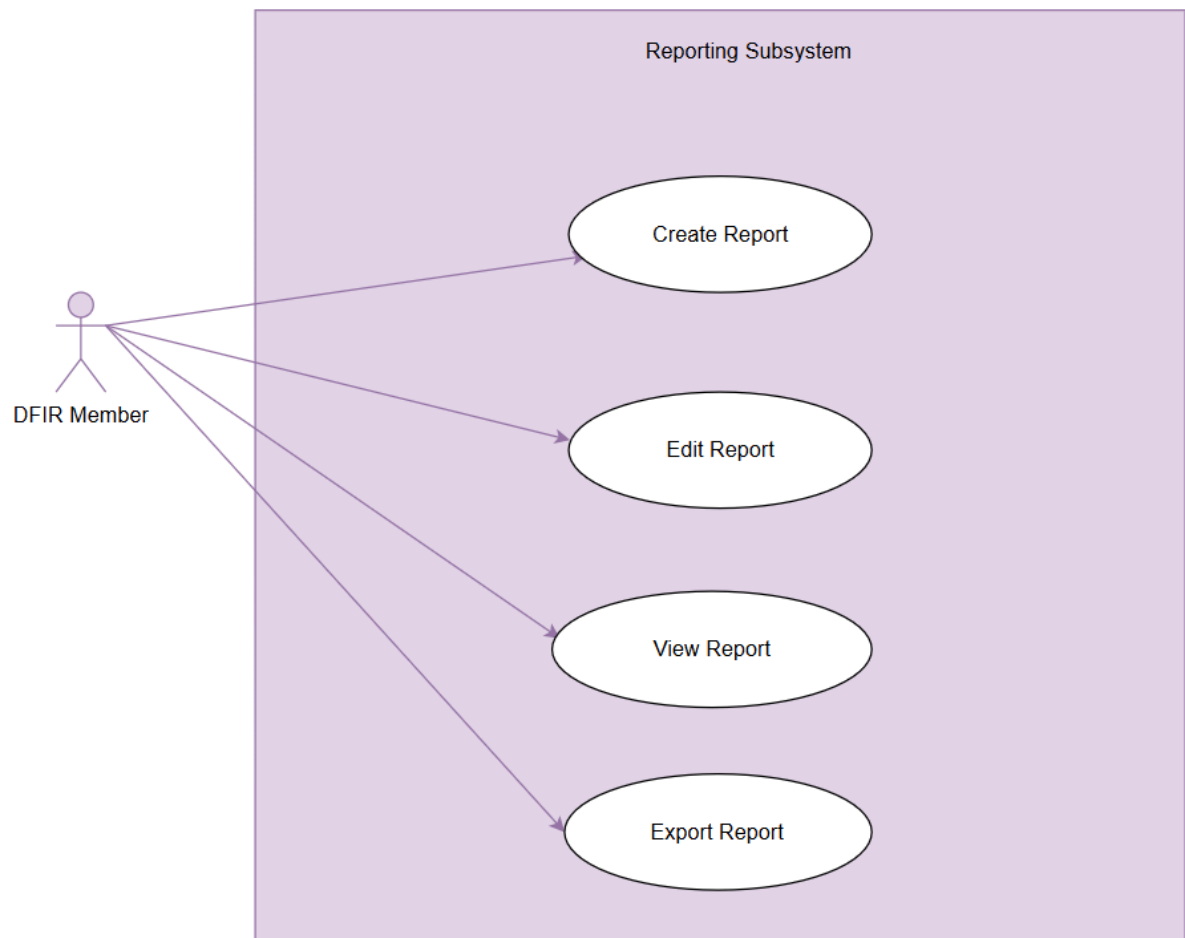 Reporting Subsystem
Create Report
DFIR Member
Edit Report
View Report
Export Report